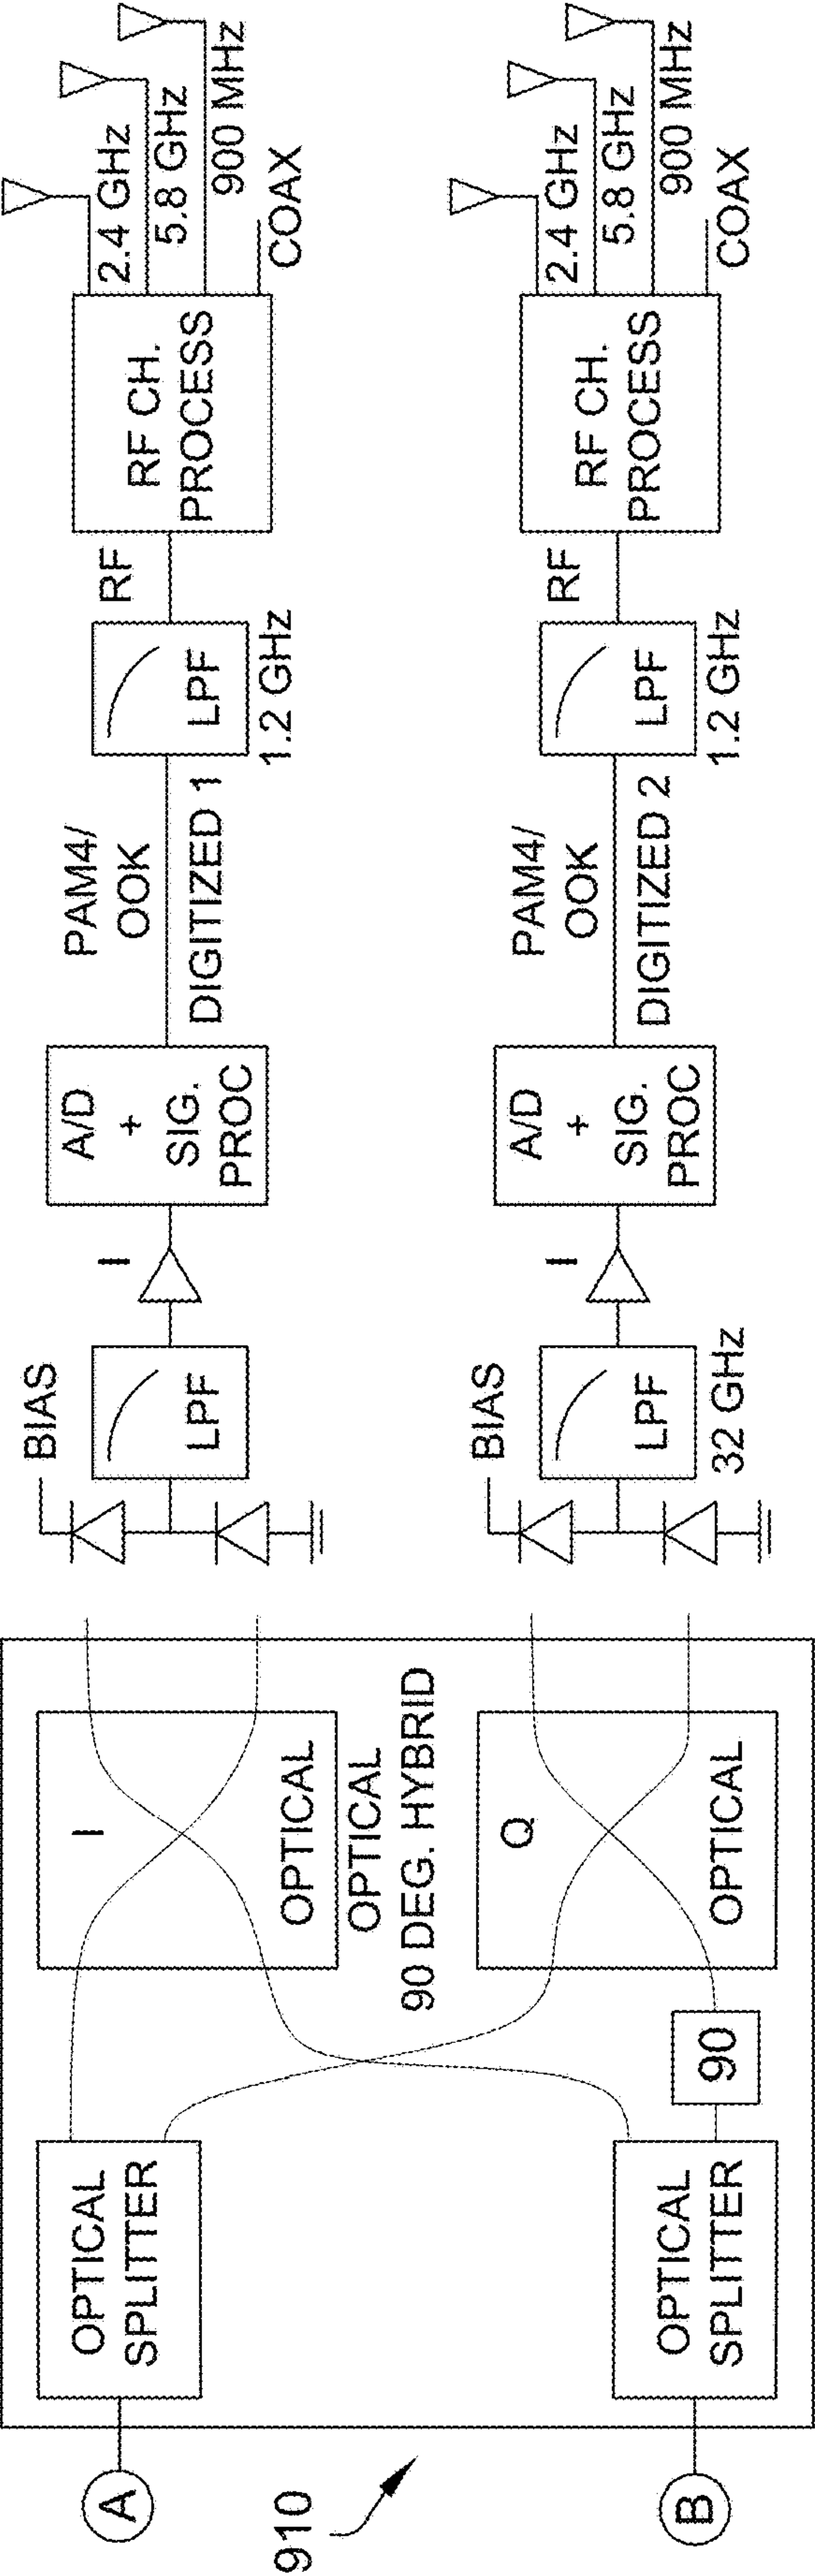 910
A
OPTICAL
SPLITTER
I
OPTICAL
OPTICAL
90 DEG. HYBRID
BIAS
LPF
I
A/D
+
SIG.
PROC
PAM4/
OOK
DIGITIZED 1
LPF
1.2 GHz
RF
RF CH.
PROCESS
2.4 GHz
5.8 GHz
900 MHz
COAX
B
OPTICAL
SPLITTER
90
Q
OPTICAL
BIAS
LPF
32 GHz
I
A/D
+
SIG.
PROC
PAM4/
OOK
DIGITIZED 2
LPF
1.2 GHz
RF
RF CH.
PROCESS
2.4 GHz
5.8 GHz
900 MHz
COAX